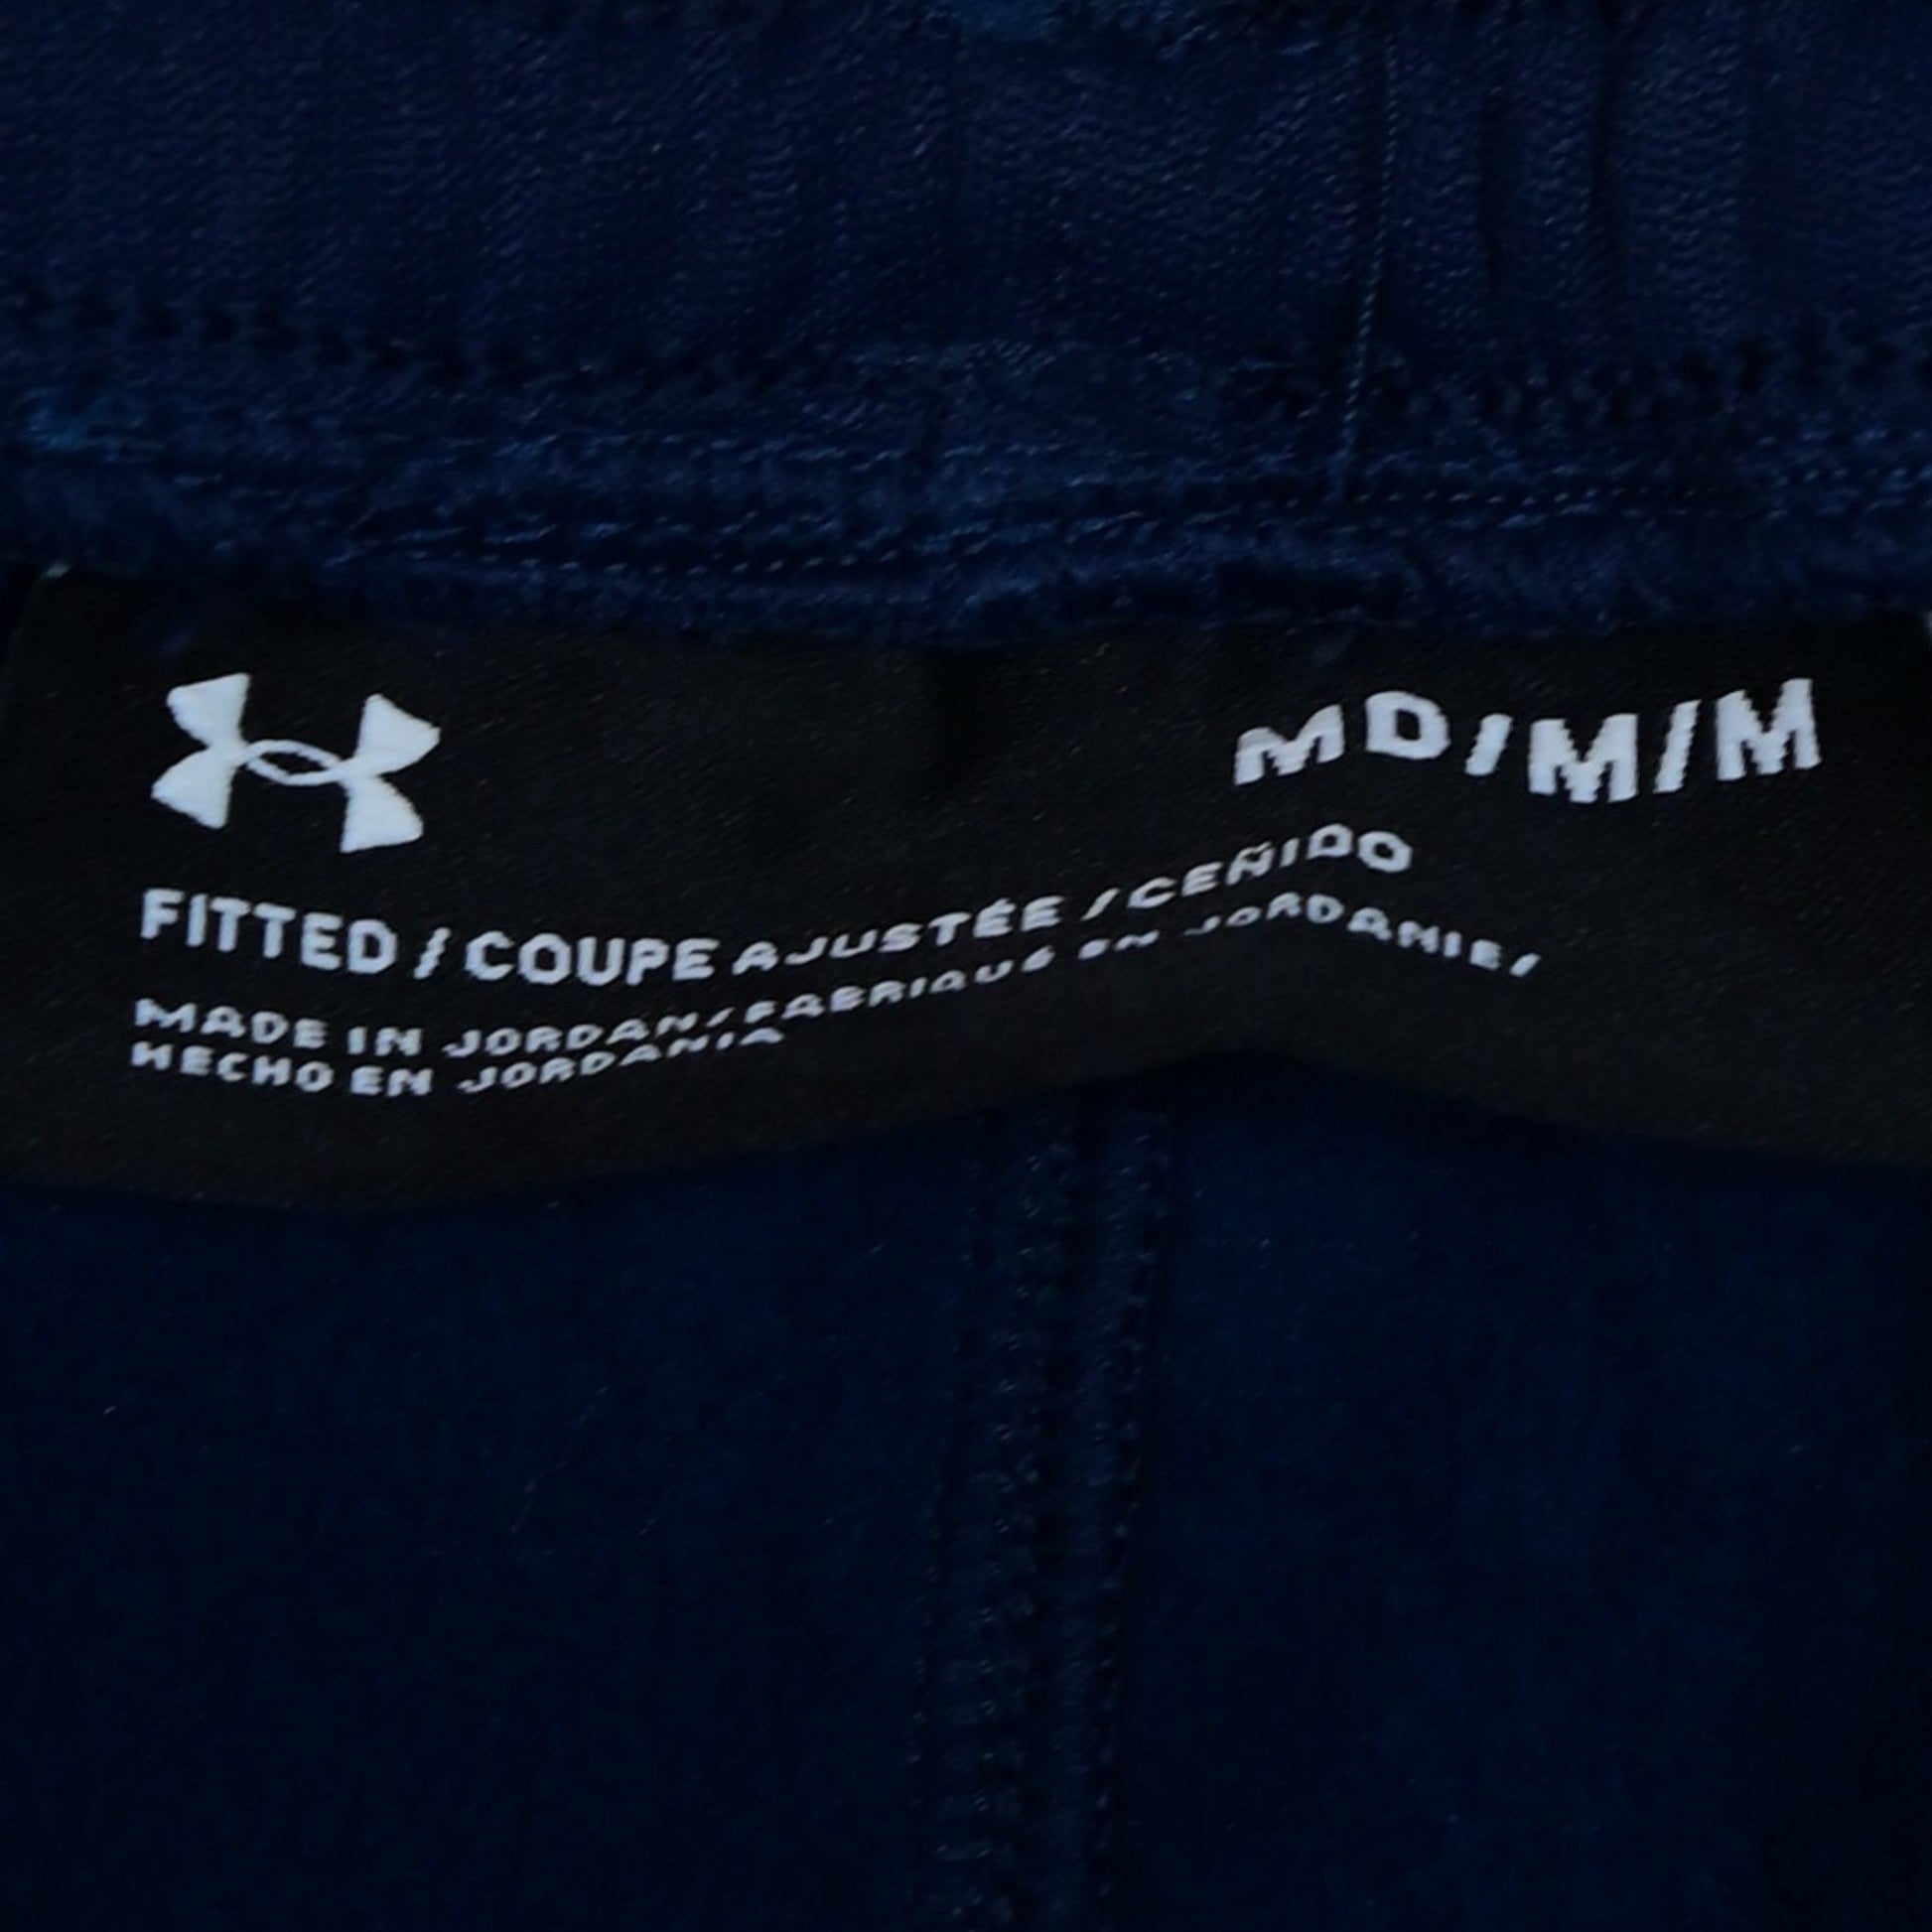 MD/M/M
FITTED / COUPE AJUSTÉE / CEÑIDO
MADE IN JORDAN/FABRIQUÉ EN JORDANIE/
HECHO EN JORDANIA